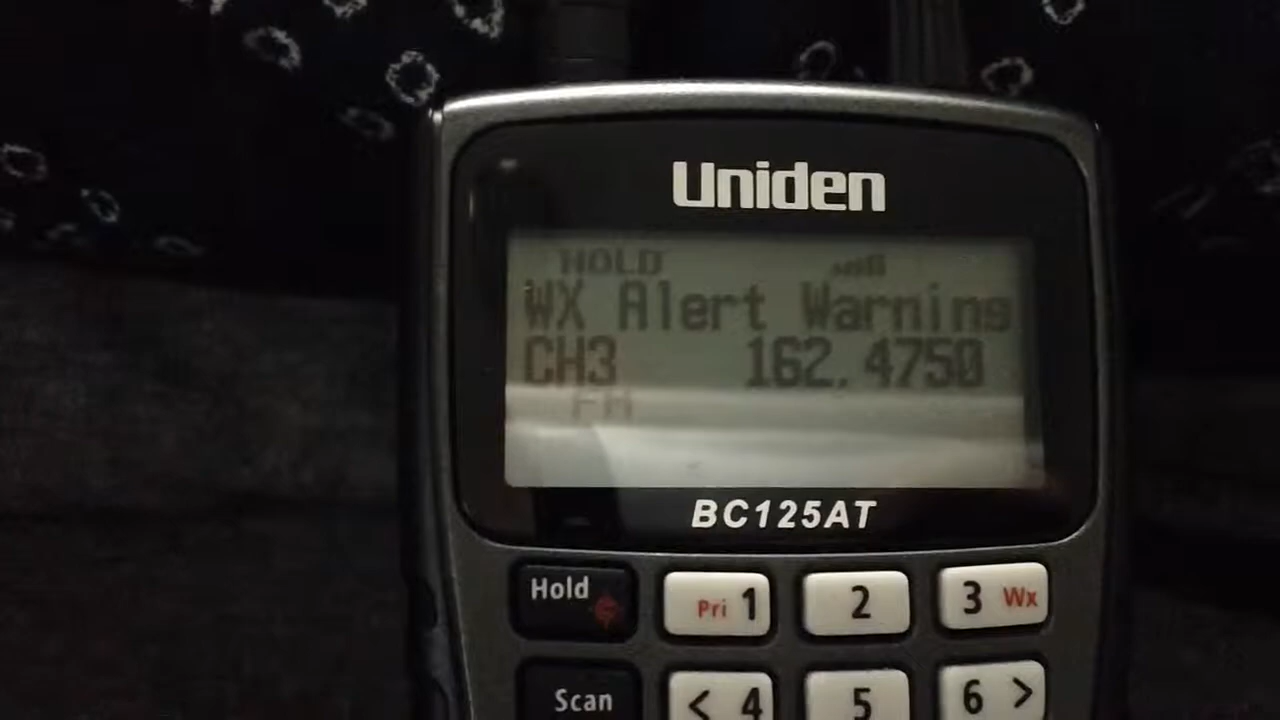 Uniden
HOLD
WX Alert Warning
CH3 162.4750
FM
BC125AT
Hold
Pri 1
2
3 Wx
Scan
< 4
5
6 >